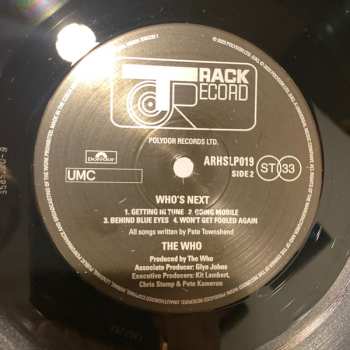 TRACK
RECORD
POLYDOR RECORDS LTD.
Polydor
UMC
ARHSLP019
SIDE 2
ST 33
WHO'S NEXT
1. GETTING IN TUNE 2. GOING MOBILE
3. BEHIND BLUE EYES 4. WON'T GET FOOLED AGAIN
All songs written by Pete Townshend
THE WHO
Produced by The Who
Associate Producer: Glyn Johns
Executive Producers: Kit Lambert,
Chris Stamp & Pete Kameron